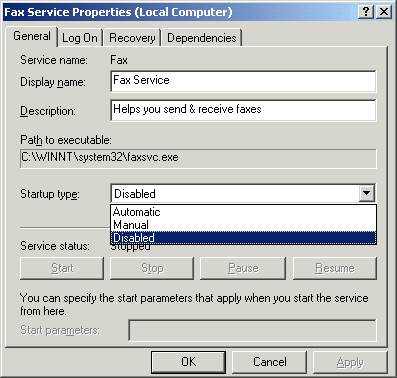 Fax Service Properties (Local Computer)
General Log On Recovery Dependencies
Service name: Fax
Display name: Fax Service
Description: Helps you send & receive faxes
Path to executable:
C:\WINNT\system32\faxsvc.exe
Startup type: Disabled
Automatic
Manual
Disabled
Service status: Stopped
Start Stop Pause Resume
You can specify the start parameters that apply when you start the service
from here.
Start parameters:
OK Cancel Apply